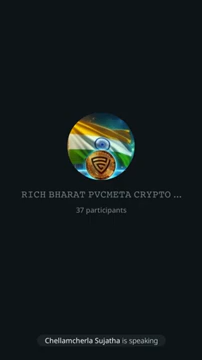 RICH BHARAT PVCMETA CRYPTO ...
37 participants
Chellamcherla Sujatha is speaking